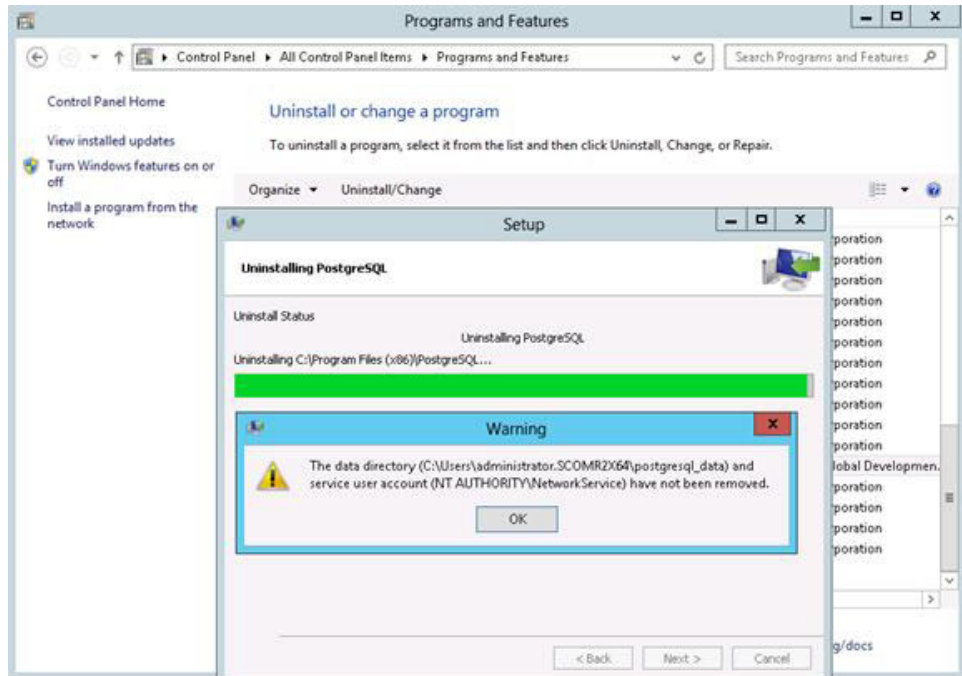 Programs and Features
Control Panel ▸ All Control Panel Items ▸ Programs and Features
Search Programs and Features
Control Panel Home
View installed updates
Turn Windows features on or
off
Install a program from the
network
Uninstall or change a program
To uninstall a program, select it from the list and then click Uninstall, Change, or Repair.
Organize
Uninstall/Change
poration
poration
poration
poration
poration
poration
poration
poration
poration
poration
poration
lobal Developmen.
poration
poration
poration
poration
g/docs
Setup
Uninstalling PostgreSQL
Uninstall Status
Uninstalling PostgreSQL
Uninstalling C:\Program Files (x86)\PostgreSQL...
Warning
The data directory (C:\Users\administrator.SCOMR2X64\postgresql_data) and
service user account (NT AUTHORITY\NetworkService) have not been removed.
OK
< Back
Next >
Cancel